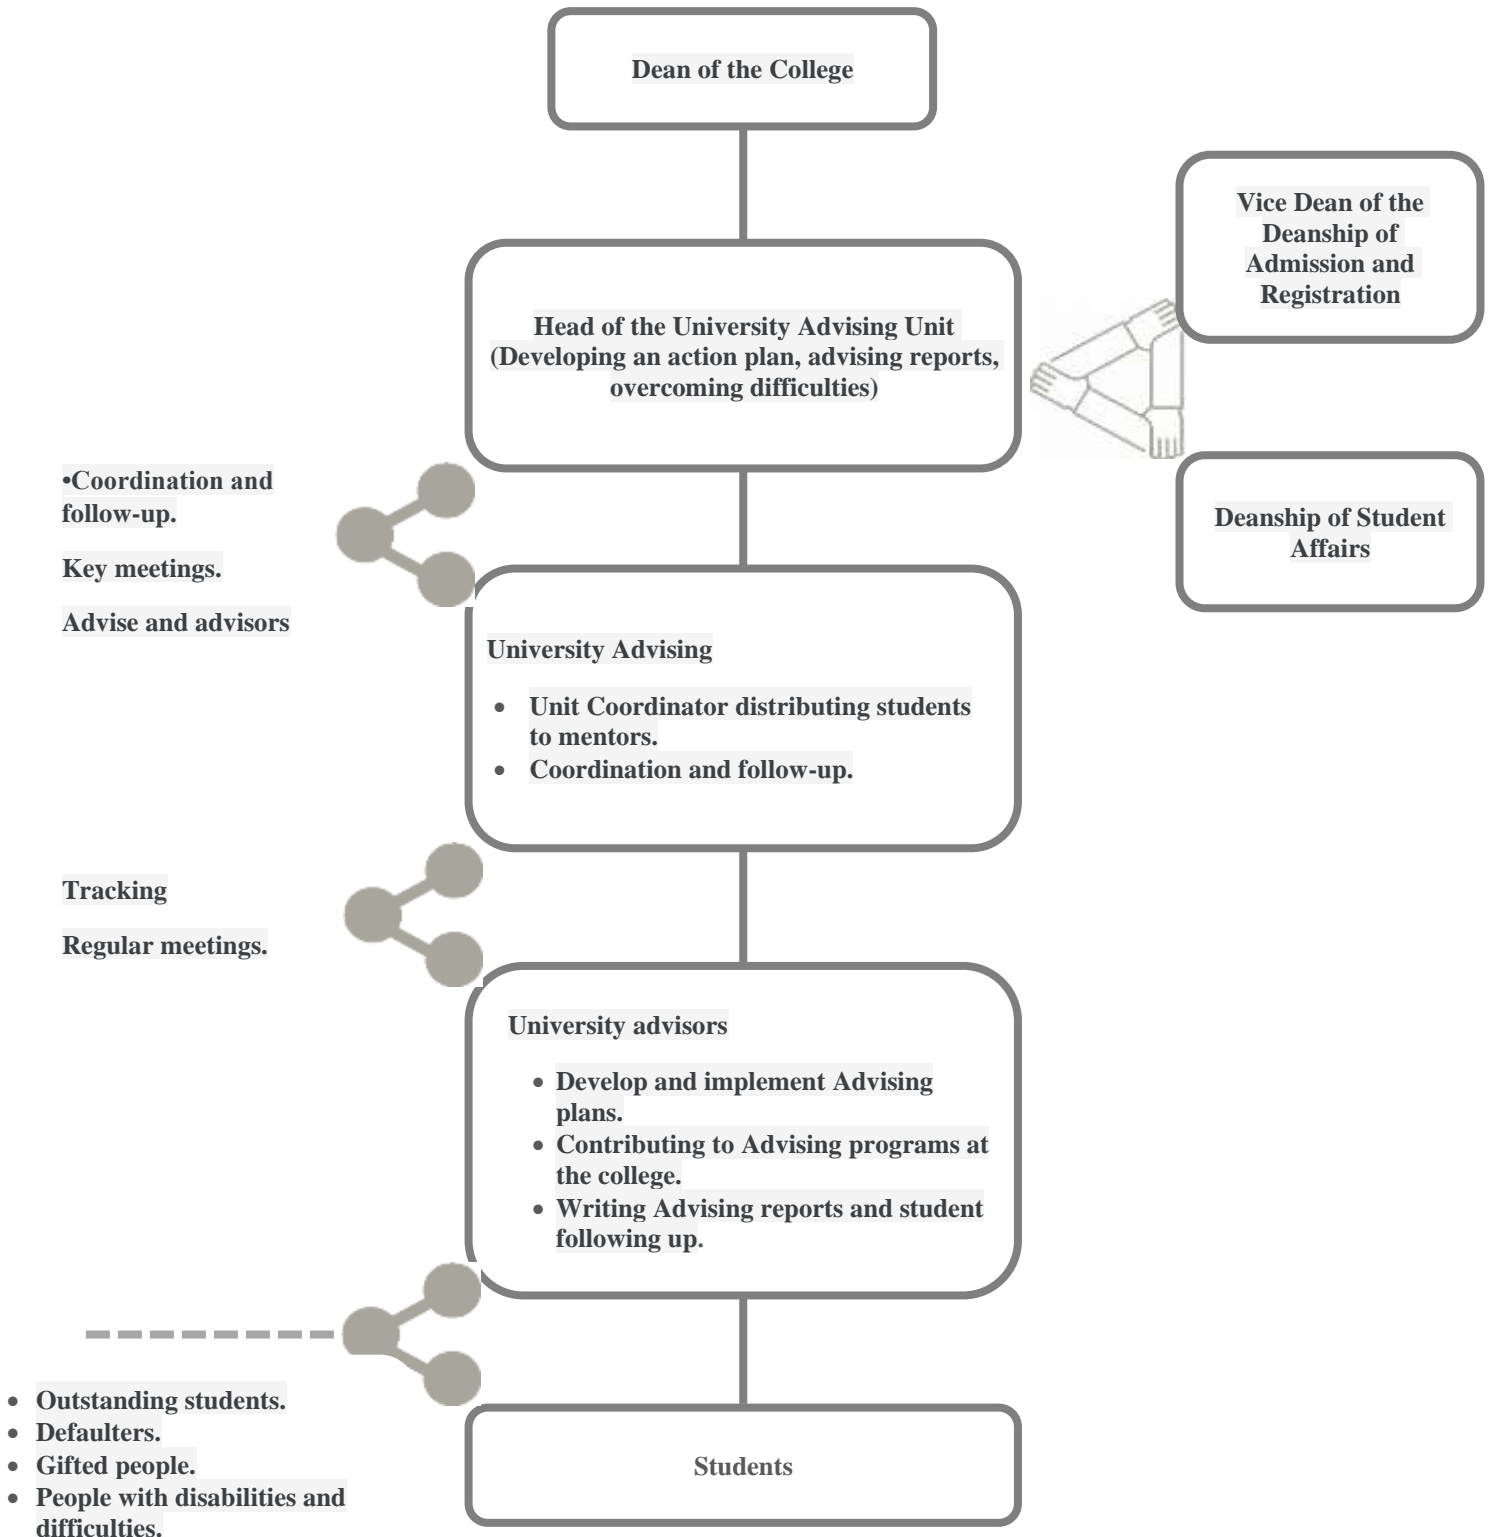 Dean of the College
Vice Dean of the
Deanship of
Admission and
Registration
Head of the University Advising Unit
(Developing an action plan, advising reports,
overcoming difficulties)
Deanship of Student
Affairs
•Coordination and
follow-up.
Key meetings.
Advise and advisors
University Advising
• Unit Coordinator distributing students
to mentors.
• Coordination and follow-up.
Tracking
Regular meetings.
University advisors
• Develop and implement Advising
plans.
• Contributing to Advising programs at
the college.
• Writing Advising reports and student
following up.
• Outstanding students.
• Defaulters.
• Gifted people.
• People with disabilities and
difficulties.
Students